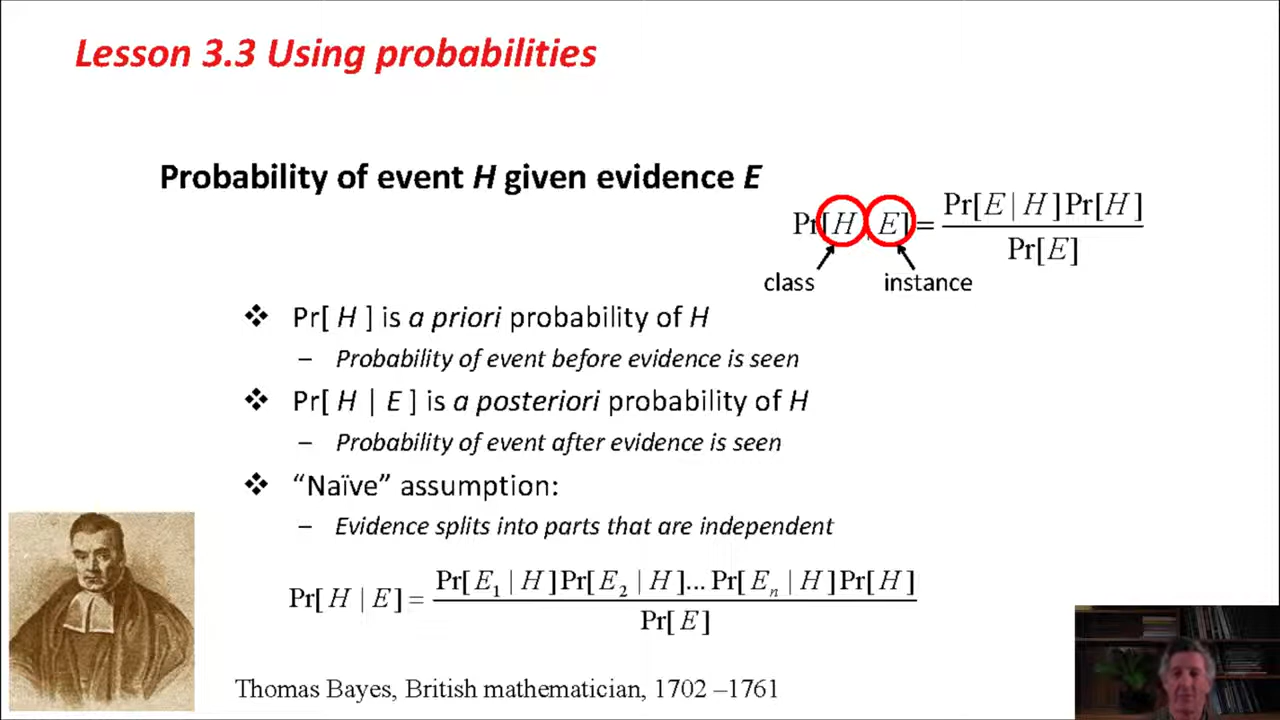 Lesson 3.3 Using probabilities
Probability of event H given evidence E
Pr[H | E] = Pr[E | H]Pr[H] / Pr[E]
class
instance
❖ Pr[ H ] is a priori probability of H
– Probability of event before evidence is seen
❖ Pr[ H | E ] is a posteriori probability of H
– Probability of event after evidence is seen
❖ “Naïve” assumption:
– Evidence splits into parts that are independent
Pr[H | E] = Pr[E₁ | H]Pr[E₂ | H]... Pr[Eₙ | H]Pr[H] / Pr[E]
Thomas Bayes, British mathematician, 1702 –1761